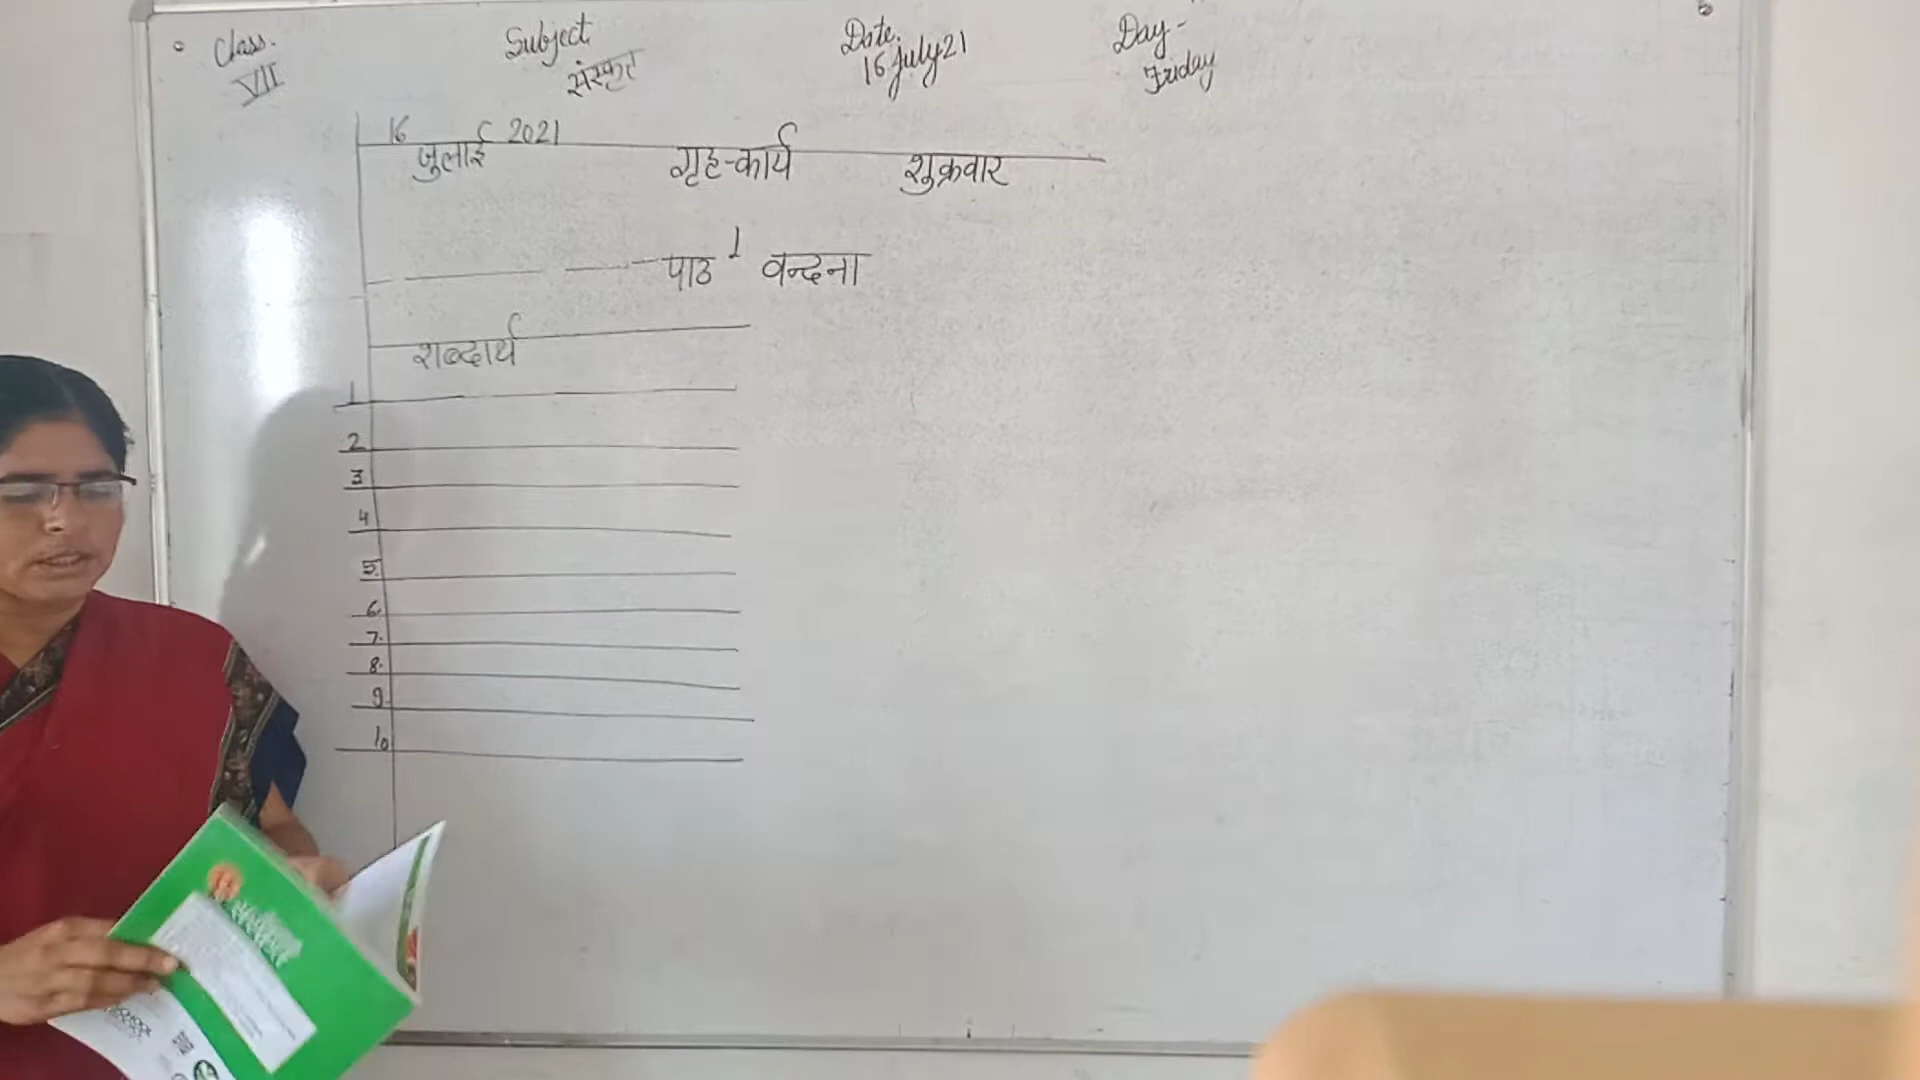 Class. Subject Date. Day-
VII संस्कृत 16 July 21 Friday
16 जुलाई 2021 गृह-कार्य शुक्रवार
पाठ 1 वन्दना
शब्दार्थ
1
2
3
4
5.
6.
7.
8.
9.
10